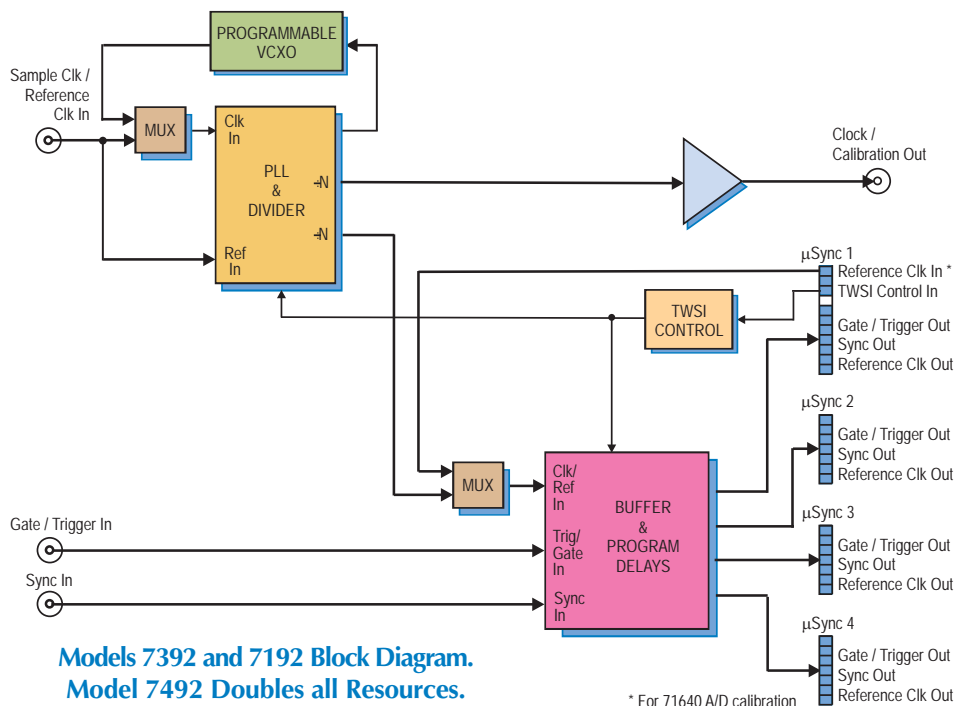 PROGRAMMABLE
VCXO
Sample Clk /
Reference
Clk In
MUX
Clk
In
PLL
&
DIVIDER
÷N
÷N
Ref
In
Clock /
Calibration Out
μSync 1
Reference Clk In *
TWSI Control In
Gate / Trigger Out
Sync Out
Reference Clk Out
TWSI
CONTROL
μSync 2
Gate / Trigger Out
Sync Out
Reference Clk Out
MUX
Clk/
Ref
In
Trig/
Gate
In
Sync
In
BUFFER
&
PROGRAM
DELAYS
Gate / Trigger In
Sync In
μSync 3
Gate / Trigger Out
Sync Out
Reference Clk Out
μSync 4
Gate / Trigger Out
Sync Out
Reference Clk Out
Models 7392 and 7192 Block Diagram.
Model 7492 Doubles all Resources.
* For 71640 A/D calibration